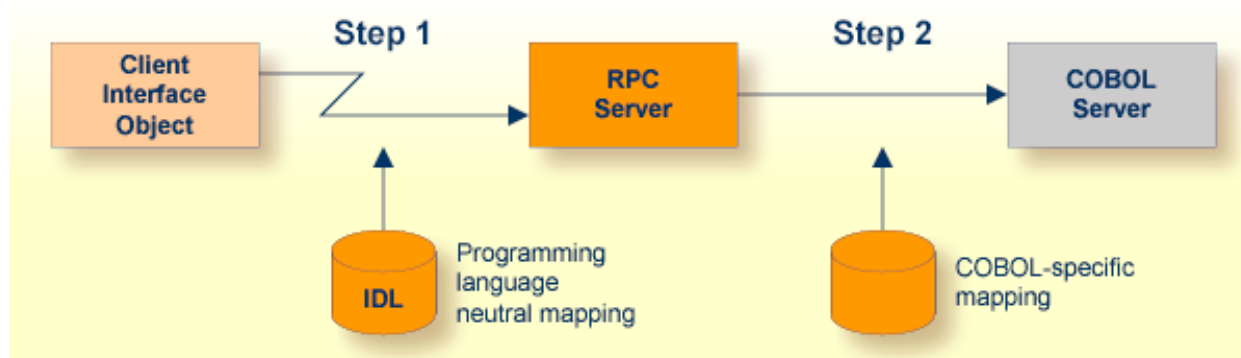 Step 1
Step 2
Client
Interface
Object
RPC
Server
COBOL
Server
IDL
Programming
language
neutral mapping
COBOL-specific
mapping